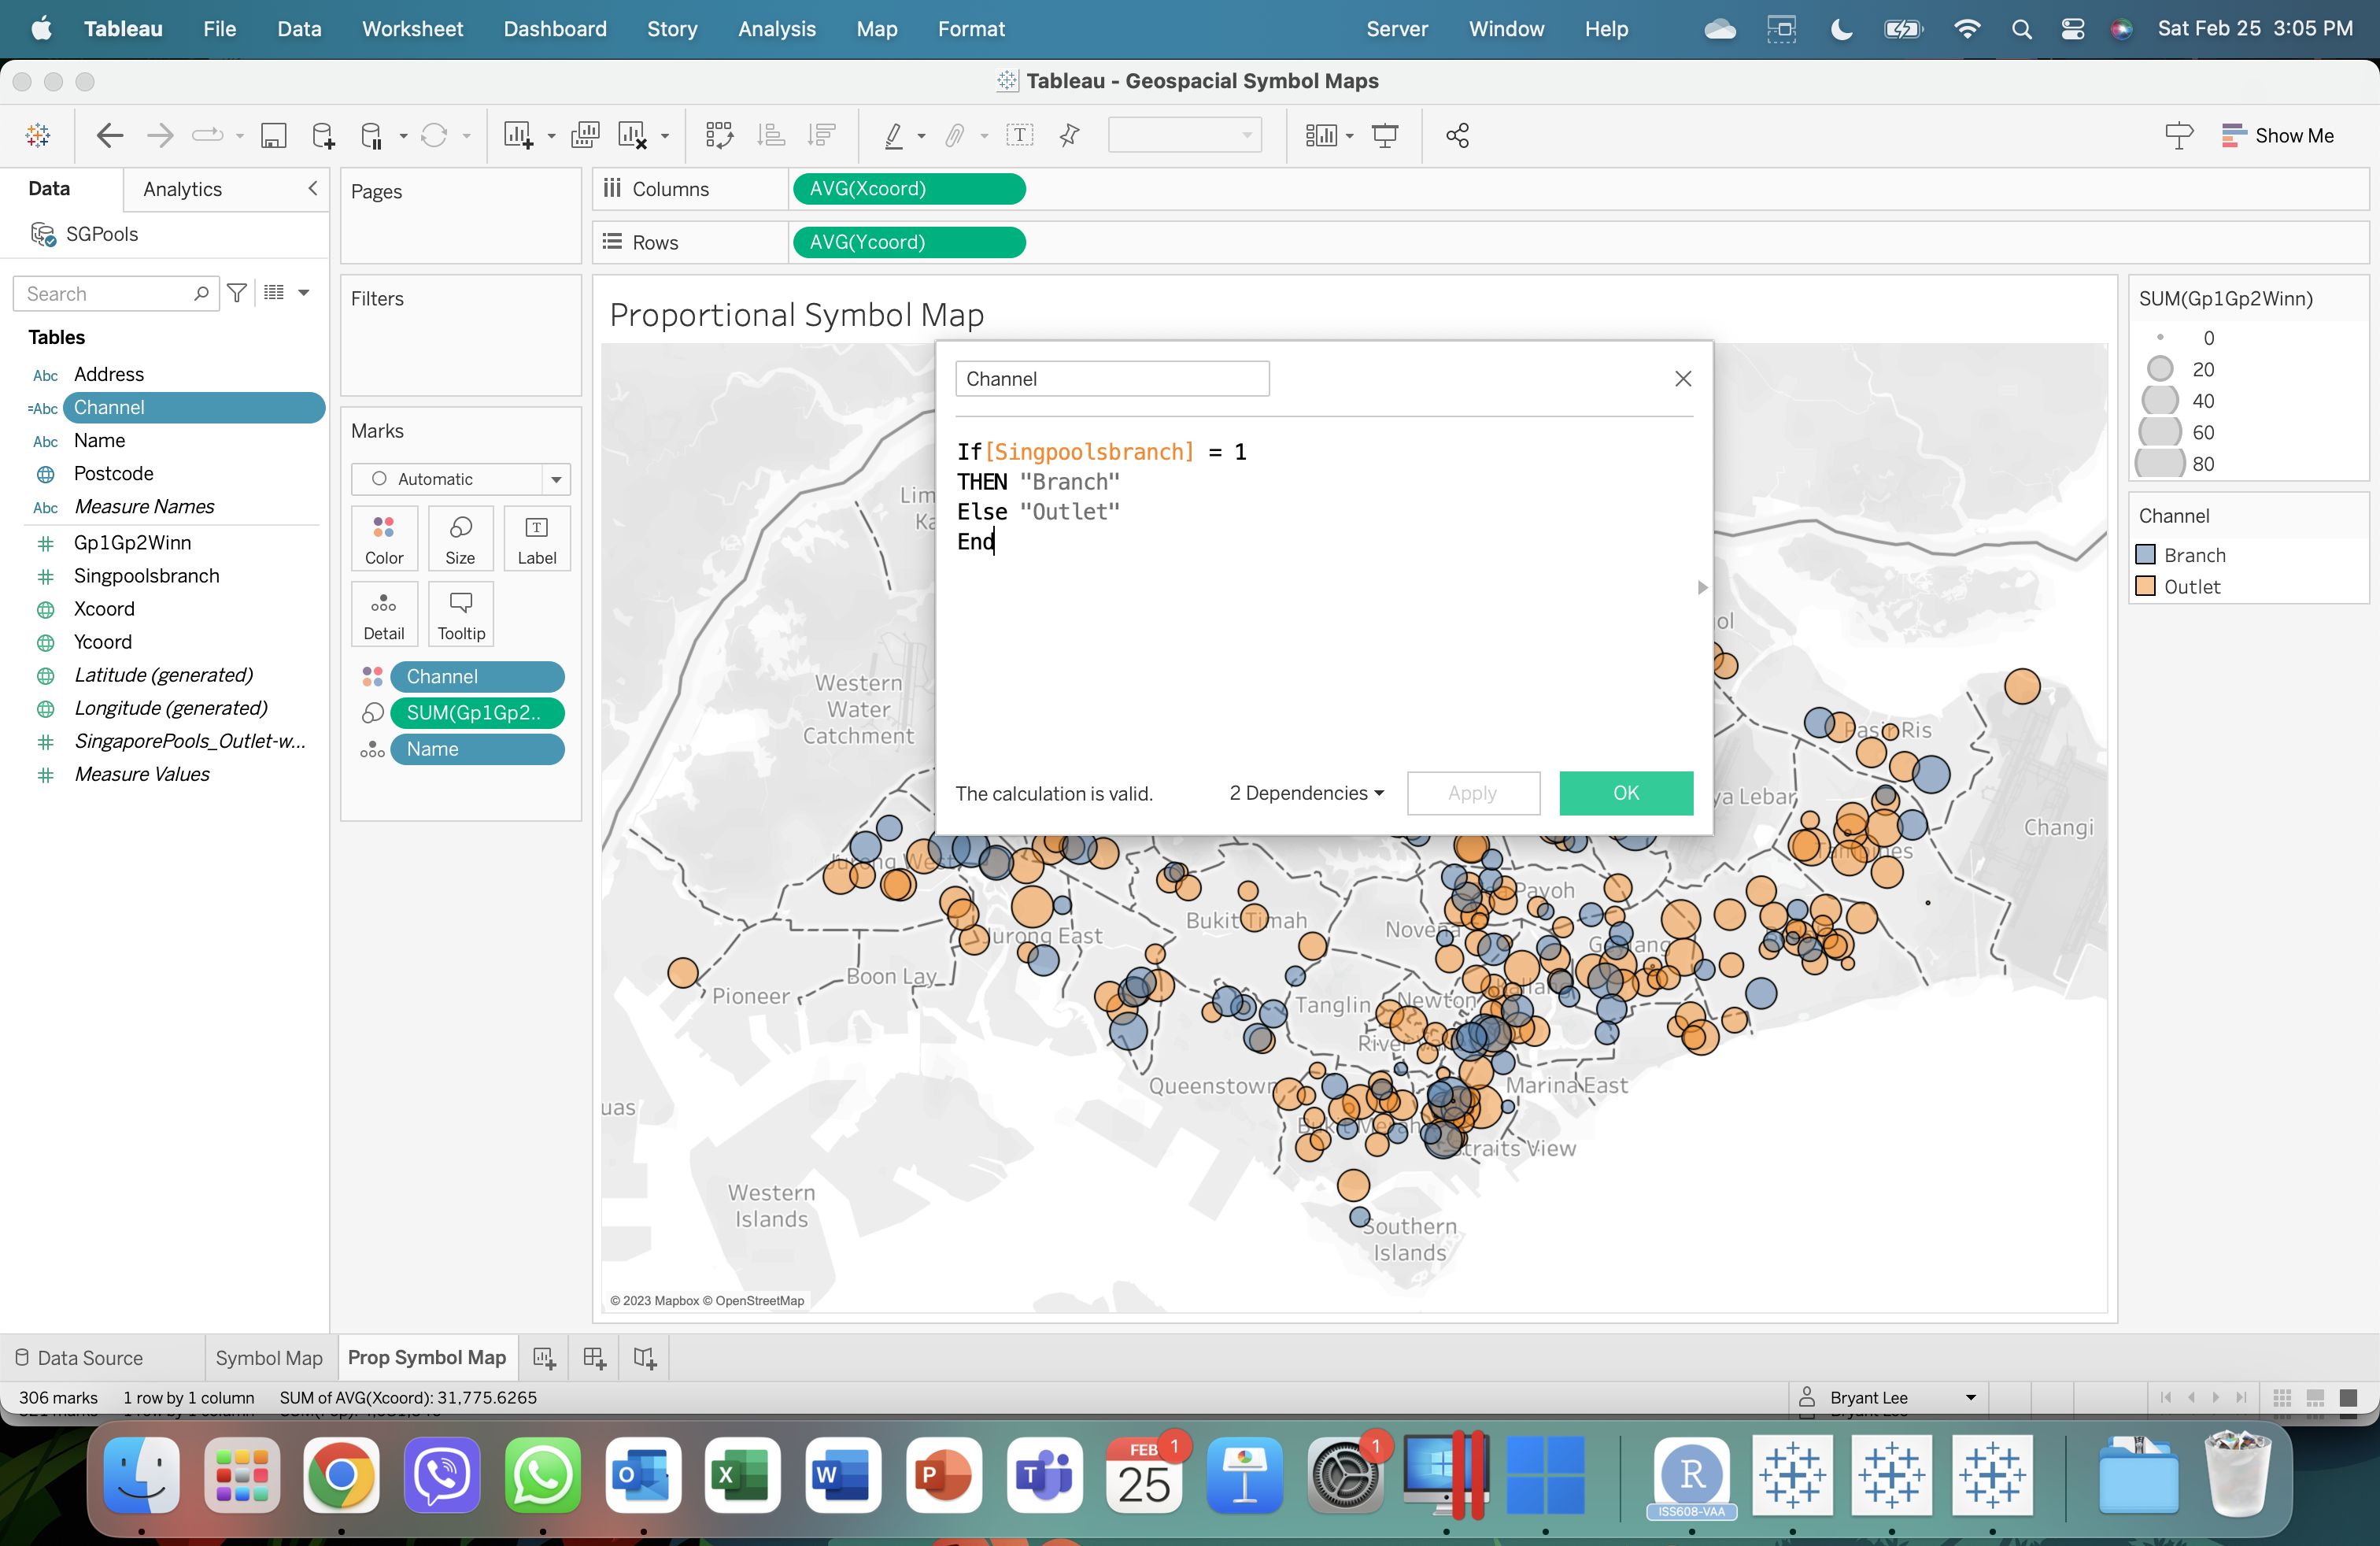 Tableau File Data Worksheet Dashboard Story Analysis Map Format Server Window Help Sat Feb 25 3:05 PM
Tableau - Geospacial Symbol Maps
Show Me
Data Analytics
SGPools
Search
Tables
Abc Address
=Abc Channel
Abc Name
Postcode
Abc Measure Names
# Gp1Gp2Winn
# Singpoolsbranch
Xcoord
Ycoord
Latitude (generated)
Longitude (generated)
# SingaporePools_Outlet-w...
# Measure Values
Pages
Filters
Marks
Automatic
Color Size Label
Detail Tooltip
Channel
SUM(Gp1Gp2..
Name
Columns AVG(Xcoord)
Rows AVG(Ycoord)
Proportional Symbol Map
Channel
If[Singpoolsbranch] = 1
THEN "Branch"
Else "Outlet"
End
The calculation is valid. 2 Dependencies Apply OK
Western
Water
Catchment
Pasir Ris
Changi
Jurong West
Tampines
Bukit Timah
Novena
Jurong East
Boon Lay
Pioneer
Tanglin
Newton
Queenstown
Marina East
Western
Islands
Southern
Islands
© 2023 Mapbox © OpenStreetMap
SUM(Gp1Gp2Winn)
0
20
40
60
80
Channel
Branch
Outlet
Data Source Symbol Map Prop Symbol Map
306 marks 1 row by 1 column SUM of AVG(Xcoord): 31,775.6265 Bryant Lee
FEB 1 1
25
O X W P T R
ISS608-VAA